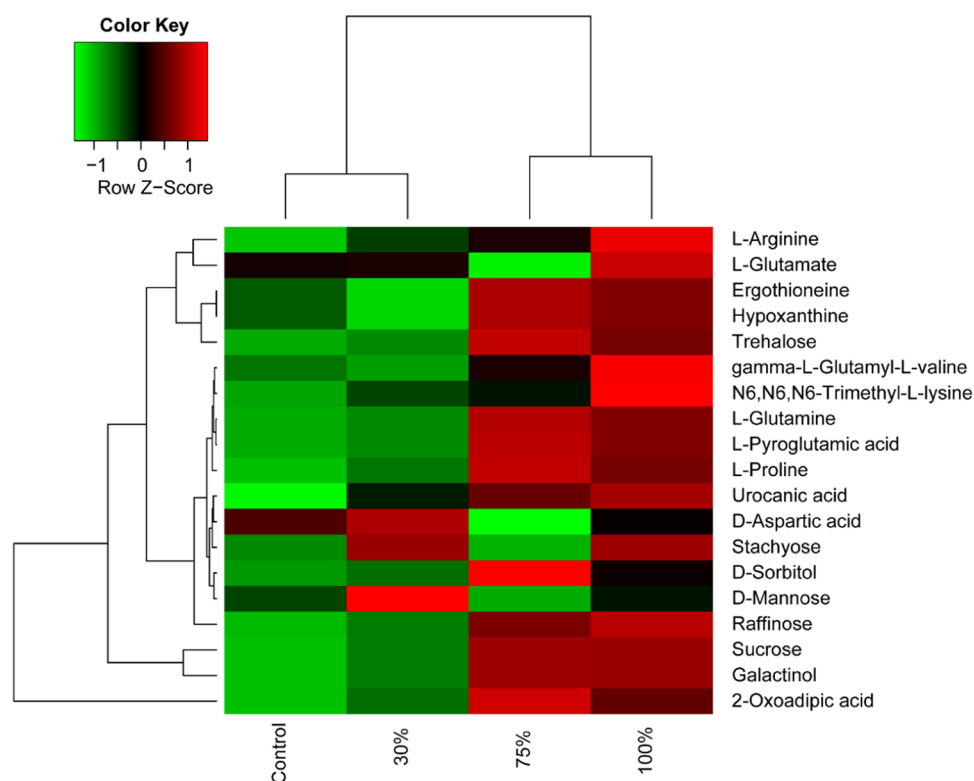 Color Key
−1 0 1
Row Z−Score
L-Arginine
L-Glutamate
Ergothioneine
Hypoxanthine
Trehalose
gamma-L-Glutamyl-L-valine
N6,N6,N6-Trimethyl-L-lysine
L-Glutamine
L-Pyroglutamic acid
L-Proline
Urocanic acid
D-Aspartic acid
Stachyose
D-Sorbitol
D-Mannose
Raffinose
Sucrose
Galactinol
2-Oxoadipic acid
Control
30%
75%
100%